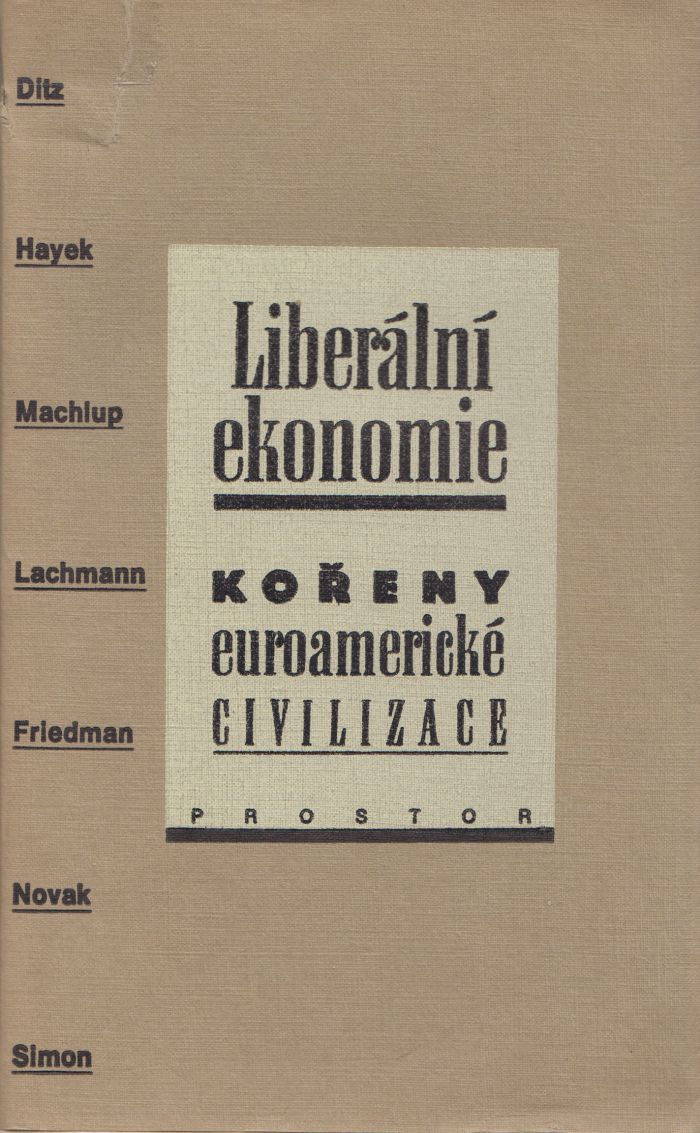 Ditz
Hayek
Machlup
Lachmann
Friedman
Novak
Simon
Liberální
ekonomie
KOŘENY
euroamerické
CIVILIZACE
PROSTOR